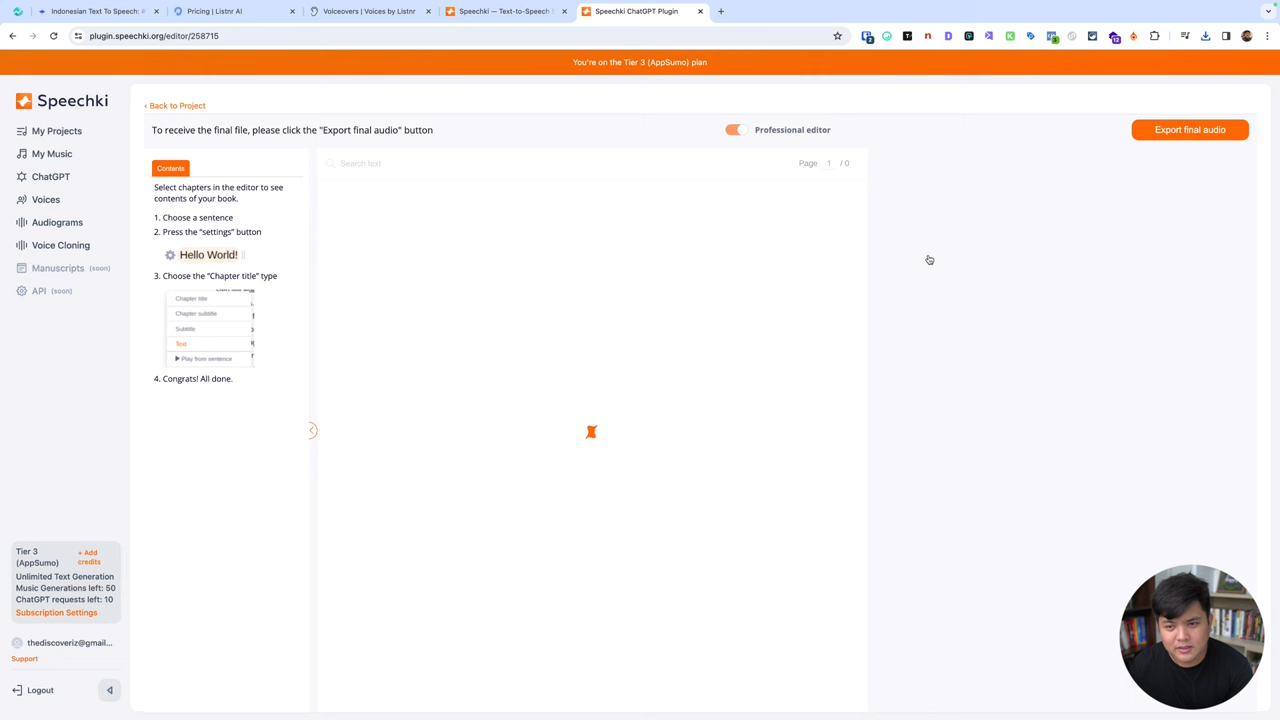 Indonesian Text To Speech: #
Pricing | Listnr AI
Voiceovers | Voices by Listnr
Speechki — Text-to-Speech S
Speechki ChatGPT Plugin
plugin.speechki.org/editor/258715
You're on the Tier 3 (AppSumo) plan
Speechki
My Projects
My Music
ChatGPT
Voices
Audiograms
Voice Cloning
Manuscripts (soon)
API (soon)
‹ Back to Project
To receive the final file, please click the "Export final audio" button
Professional editor
Export final audio
Contents
Select chapters in the editor to see
contents of your book.
1. Choose a sentence
2. Press the “settings” button
Hello World!
3. Choose the “Chapter title” type
Chapter title
Chapter subtitle
Subtitle
Text
Play from sentence
4. Congrats! All done.
Search text
Page 1 / 0
Tier 3
(AppSumo)
+ Add
credits
Unlimited Text Generation
Music Generations left: 50
ChatGPT requests left: 10
Subscription Settings
thediscoveriz@gmail...
Support
Logout